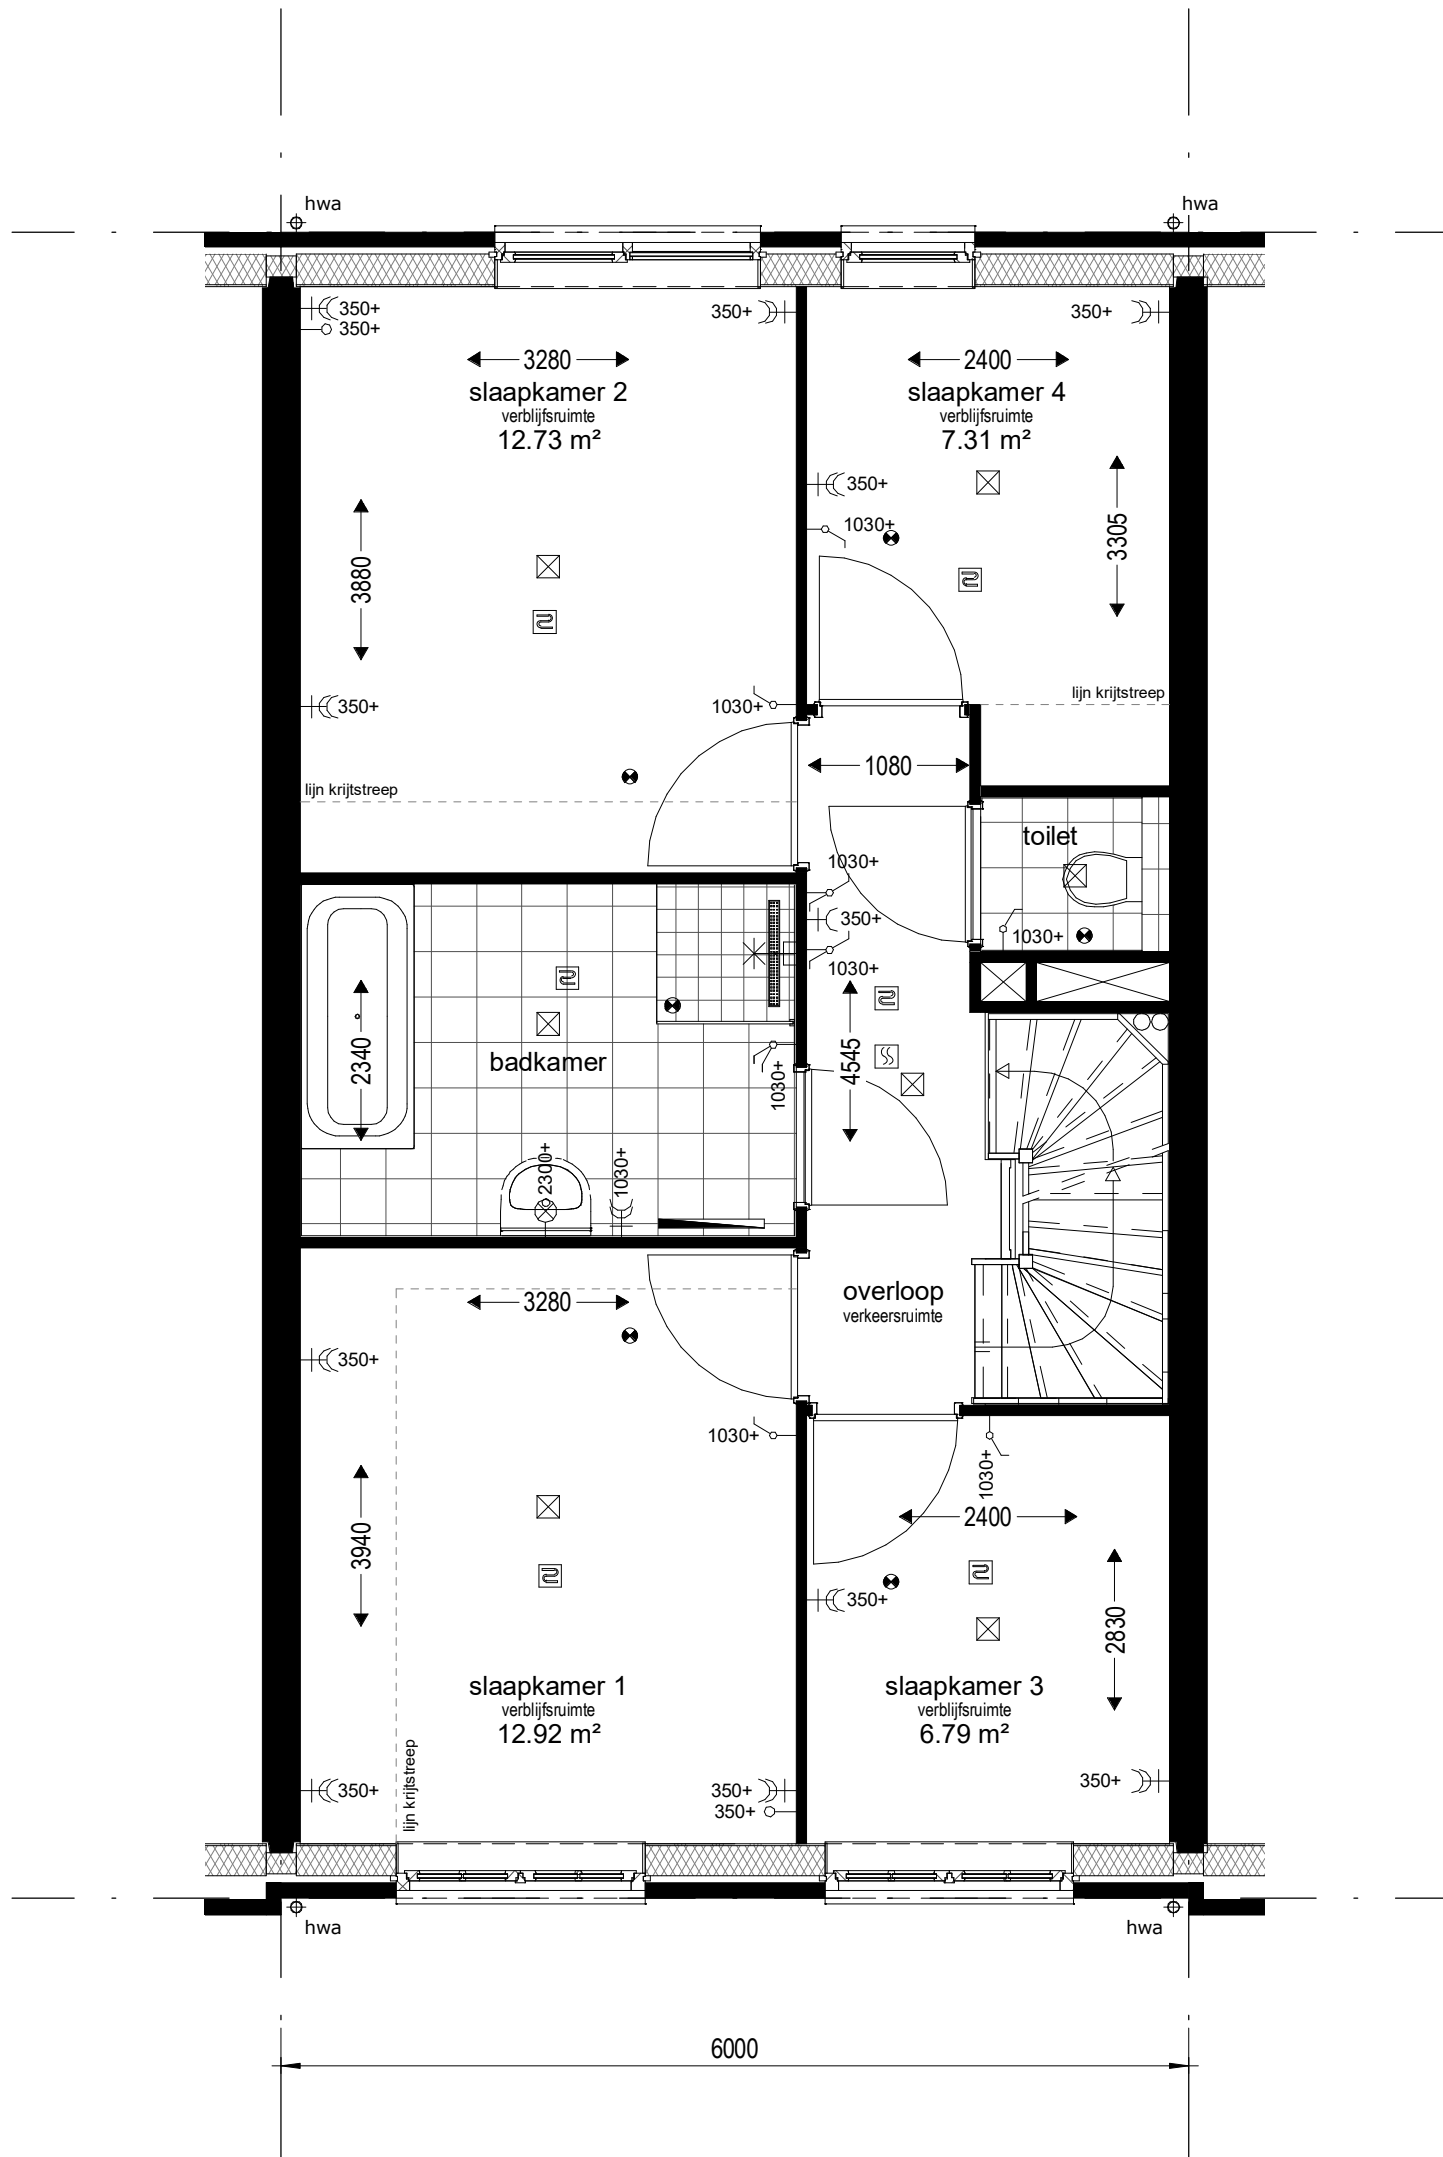 hwa
hwa
350+
350+
350+
350+
3280
2400
slaapkamer 2
verblijfsruimte
12.73 m²
slaapkamer 4
verblijfsruimte
7.31 m²
350+
1030+
3305
3880
350+
1030+
lijn krijtstreep
1080
lijn krijtstreep
toilet
1030+
350+
1030+
1030+
2340
badkamer
1030+
4545
2300+
1030+
3280
overloop
verkeersruimte
350+
1030+
1030+
2400
3940
350+
2830
slaapkamer 1
verblijfsruimte
12.92 m²
slaapkamer 3
verblijfsruimte
6.79 m²
lijn krijtstreep
350+
350+
350+
350+
hwa
hwa
6000